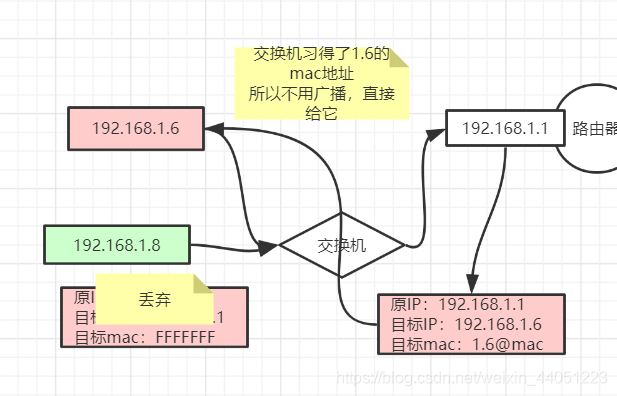 交换机习得了1.6的
mac地址
所以不用广播，直接
给它
192.168.1.6
192.168.1.1
路由器
192.168.1.8
交换机
丢弃
原I
目标
.1
目标mac：FFFFFFF
原IP：192.168.1.1
目标IP：192.168.1.6
目标mac：1.6@mac
https://blog.csdn.net/weixin_44051223